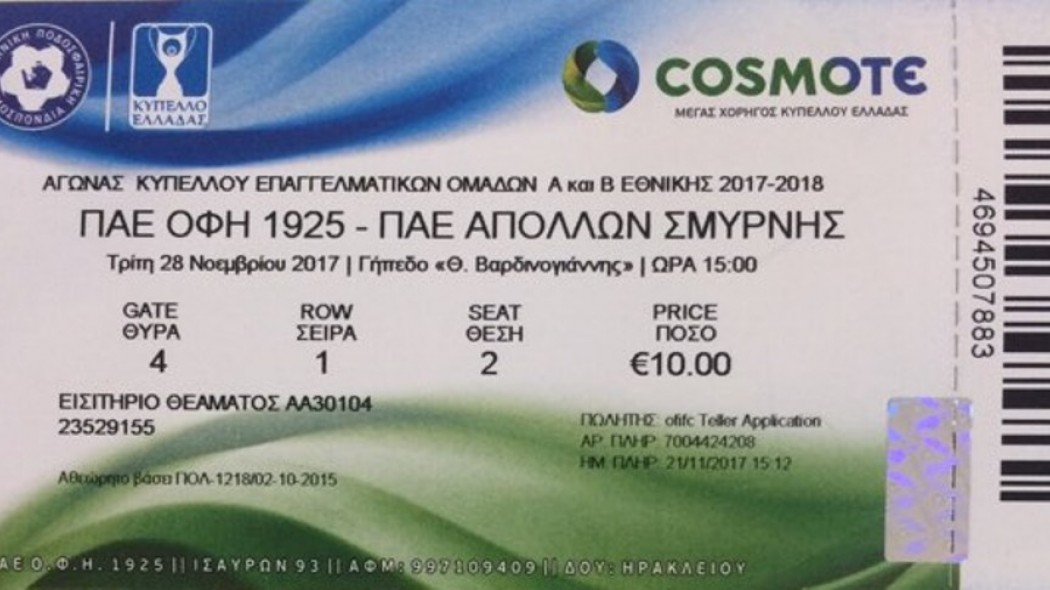 ΚΥΠΕΛΛΟ
ΕΛΛΑΔΑΣ
COSMOTE
ΜΕΓΑΣ ΧΟΡΗΓΟΣ ΚΥΠΕΛΛΟΥ ΕΛΛΑΔΑΣ
ΑΓΩΝΑΣ ΚΥΠΕΛΛΟΥ ΕΠΑΓΓΕΛΜΑΤΙΚΩΝ ΟΜΑΔΩΝ Α και Β ΕΘΝΙΚΗΣ 2017-2018
ΠΑΕ ΟΦΗ 1925 - ΠΑΕ ΑΠΟΛΛΩΝ ΣΜΥΡΝΗΣ
Τρίτη 28 Νοεμβρίου 2017 | Γήπεδο «Θ. Βαρδινογιάννης» | ΩΡΑ 15:00
GATE ROW SEAT PRICE
ΘΥΡΑ ΣΕΙΡΑ ΘΕΣΗ ΠΟΣΟ
4 1 2 €10.00
ΕΙΣΙΤΗΡΙΟ ΘΕΑΜΑΤΟΣ ΑΑ30104
23529155
ΠΩΛΗΤΗΣ: ofifc Teller Application
ΑΡ. ΠΛΗΡ: 7004424208
ΗΜ. ΠΛΗΡ: 21/11/2017 15:12
Αθεώρητο βάσει ΠΟΛ-1218/02-10-2015
ΑΕ Ο.Φ.Η. 1925 || ΙΣΑΥΡΩΝ 93 || ΑΦΜ: 997109409 || ΔΟΥ: ΗΡΑΚΛΕΙΟΥ
4694507883